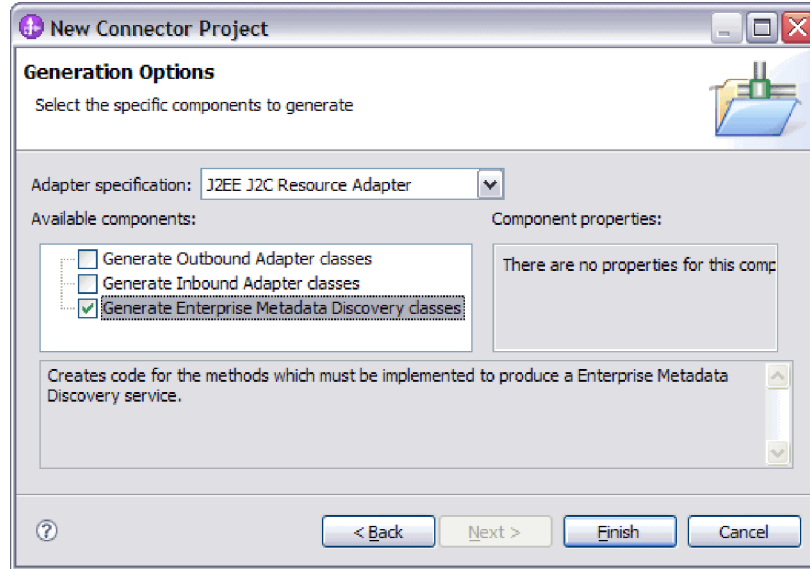 New Connector Project
Generation Options
Select the specific components to generate
Adapter specification: J2EE J2C Resource Adapter
Available components:
Component properties:
Generate Outbound Adapter classes
Generate Inbound Adapter classes
Generate Enterprise Metadata Discovery classes
There are no properties for this comp
Creates code for the methods which must be implemented to produce a Enterprise Metadata
Discovery service.
?
< Back
Next >
Finish
Cancel